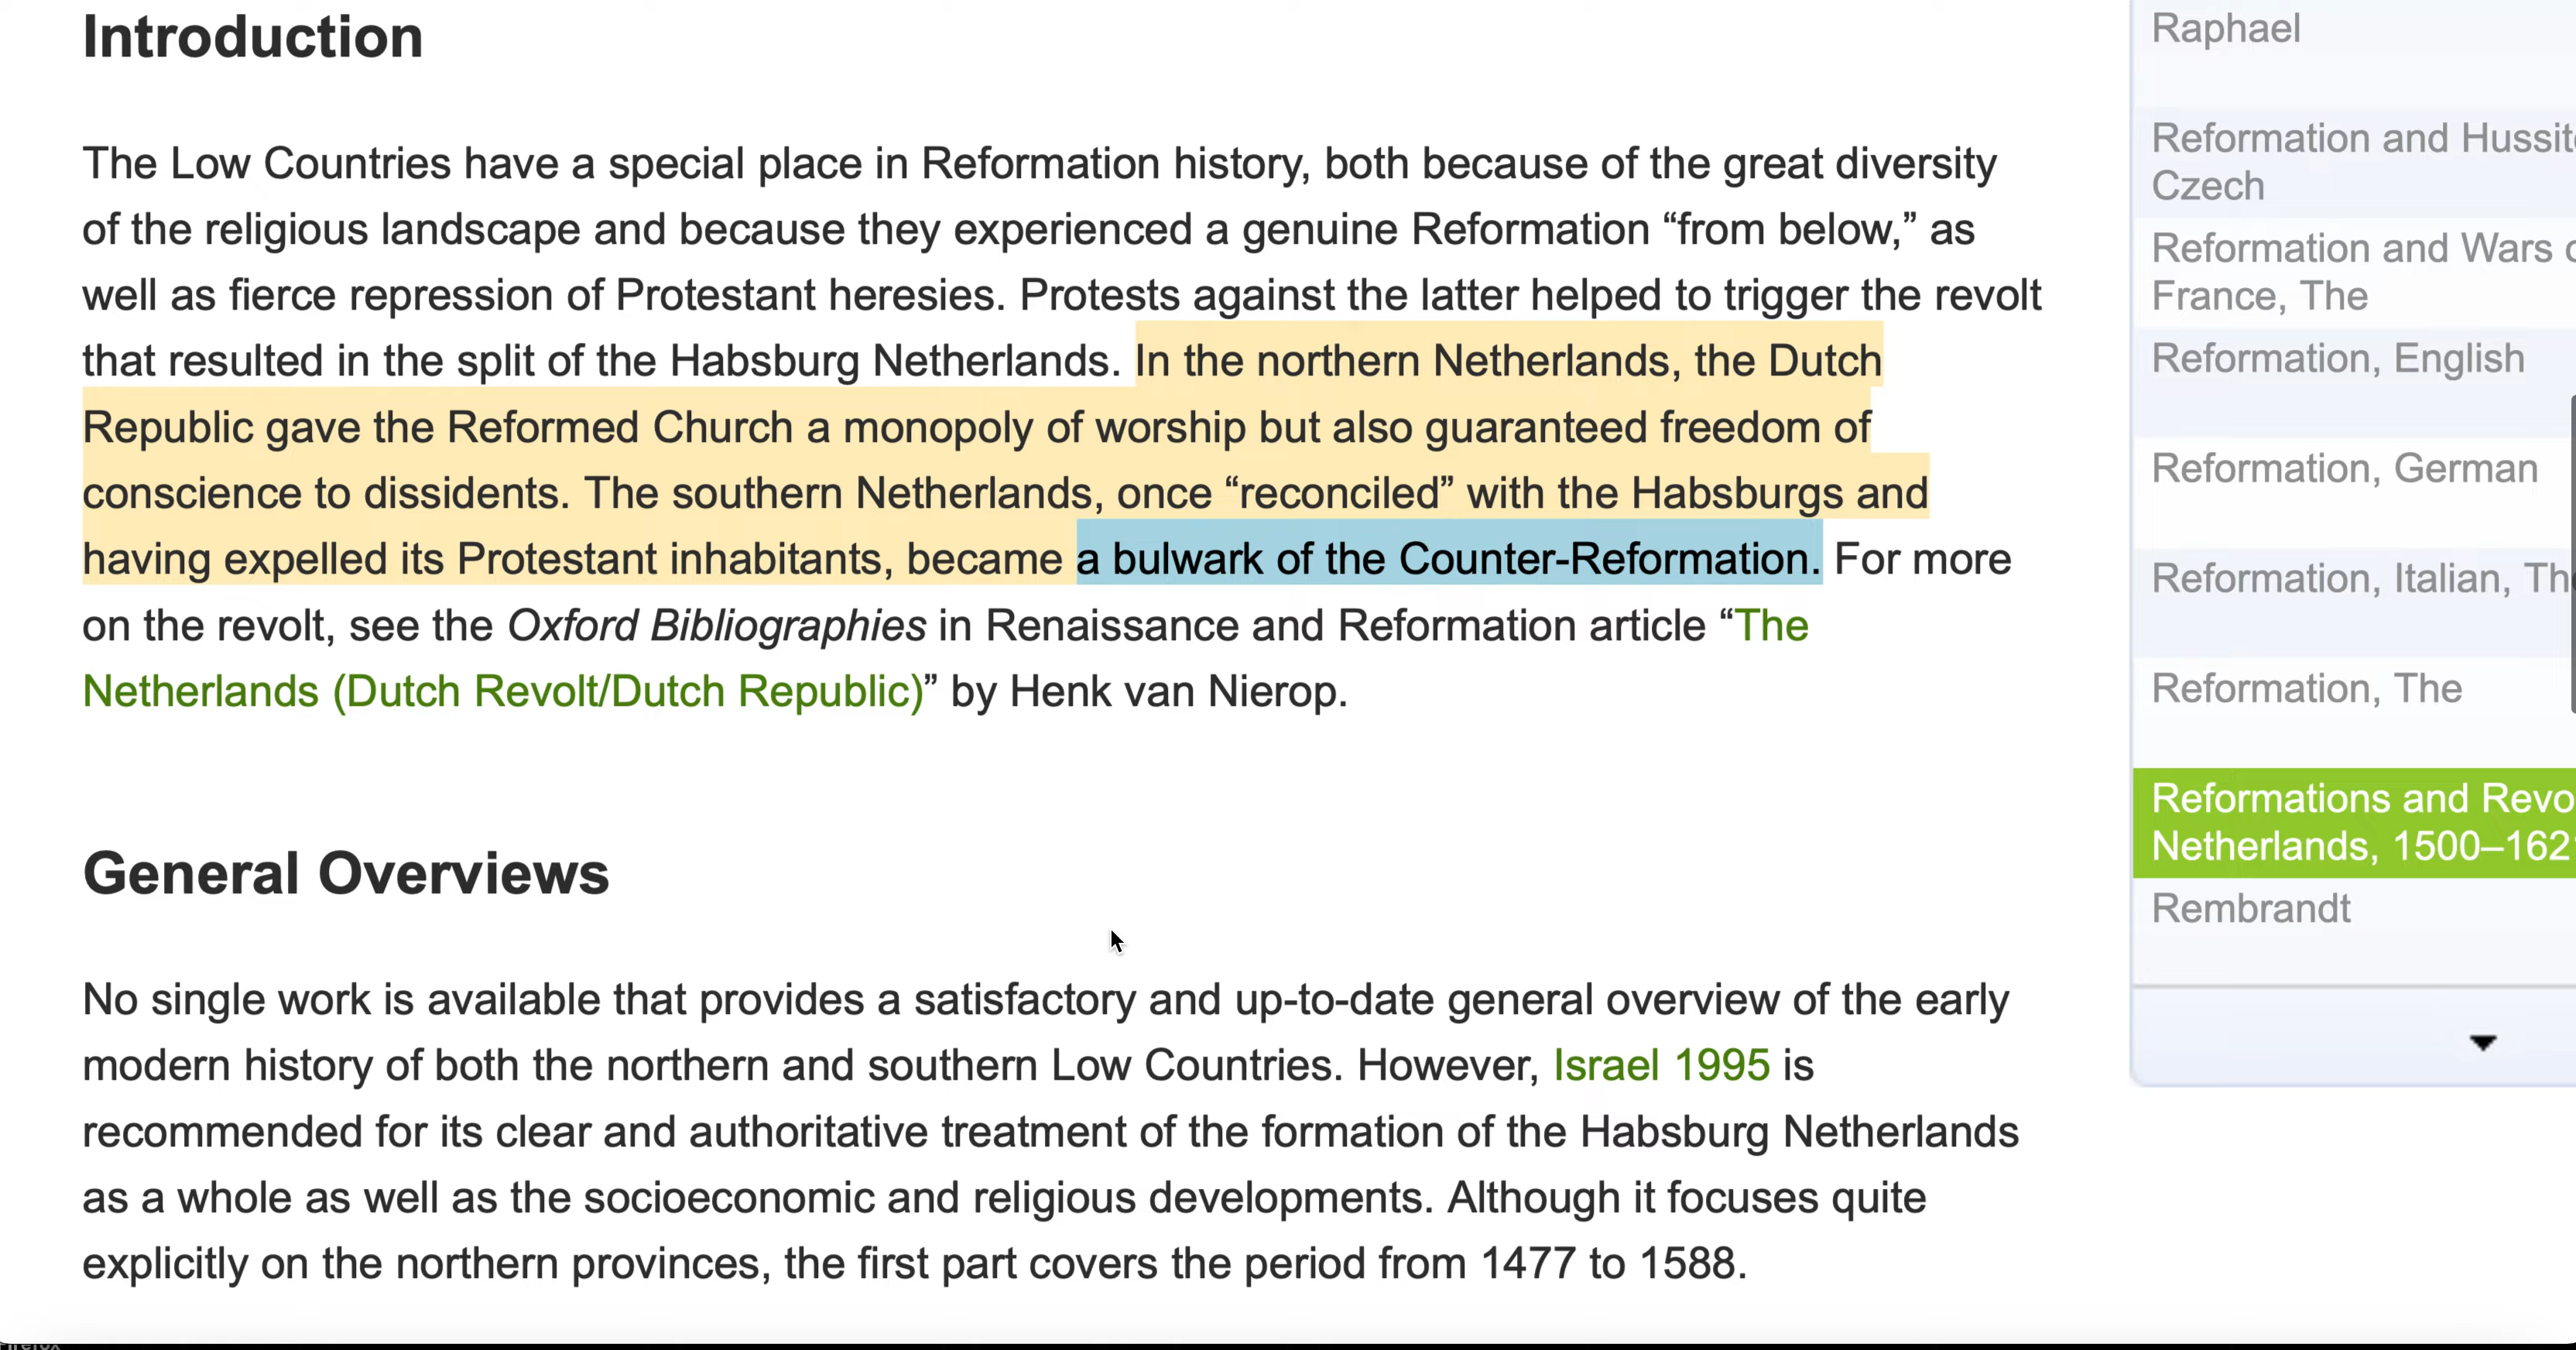 Introduction
The Low Countries have a special place in Reformation history, both because of the great diversity
of the religious landscape and because they experienced a genuine Reformation “from below,” as
well as fierce repression of Protestant heresies. Protests against the latter helped to trigger the revolt
that resulted in the split of the Habsburg Netherlands. In the northern Netherlands, the Dutch
Republic gave the Reformed Church a monopoly of worship but also guaranteed freedom of
conscience to dissidents. The southern Netherlands, once “reconciled” with the Habsburgs and
having expelled its Protestant inhabitants, became a bulwark of the Counter-Reformation. For more
on the revolt, see the Oxford Bibliographies in Renaissance and Reformation article “The
Netherlands (Dutch Revolt/Dutch Republic)” by Henk van Nierop.
General Overviews
No single work is available that provides a satisfactory and up-to-date general overview of the early
modern history of both the northern and southern Low Countries. However, Israel 1995 is
recommended for its clear and authoritative treatment of the formation of the Habsburg Netherlands
as a whole as well as the socioeconomic and religious developments. Although it focuses quite
explicitly on the northern provinces, the first part covers the period from 1477 to 1588.
Raphael
Reformation and
Czech
Reformation and Wars
France, The
Reformation, English
Reformation, German
Reformation, Italian,
Reformation, The
Reformations and
Netherlands,
Rembrandt